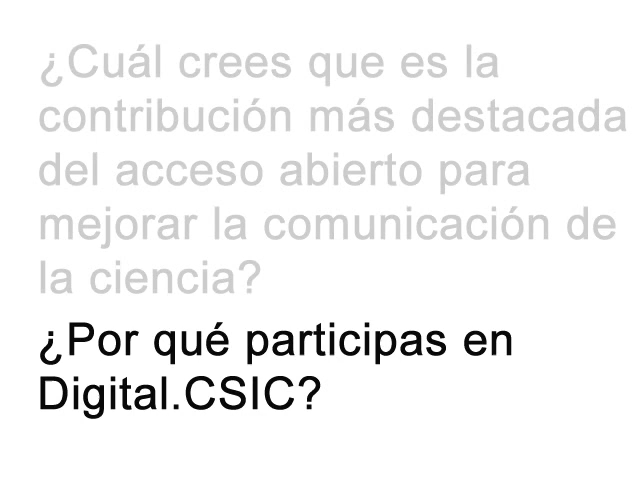 ¿Cuál crees que es la
contribución más destacada
del acceso abierto para
mejorar la comunicación de
la ciencia?
¿Por qué participas en
Digital.CSIC?